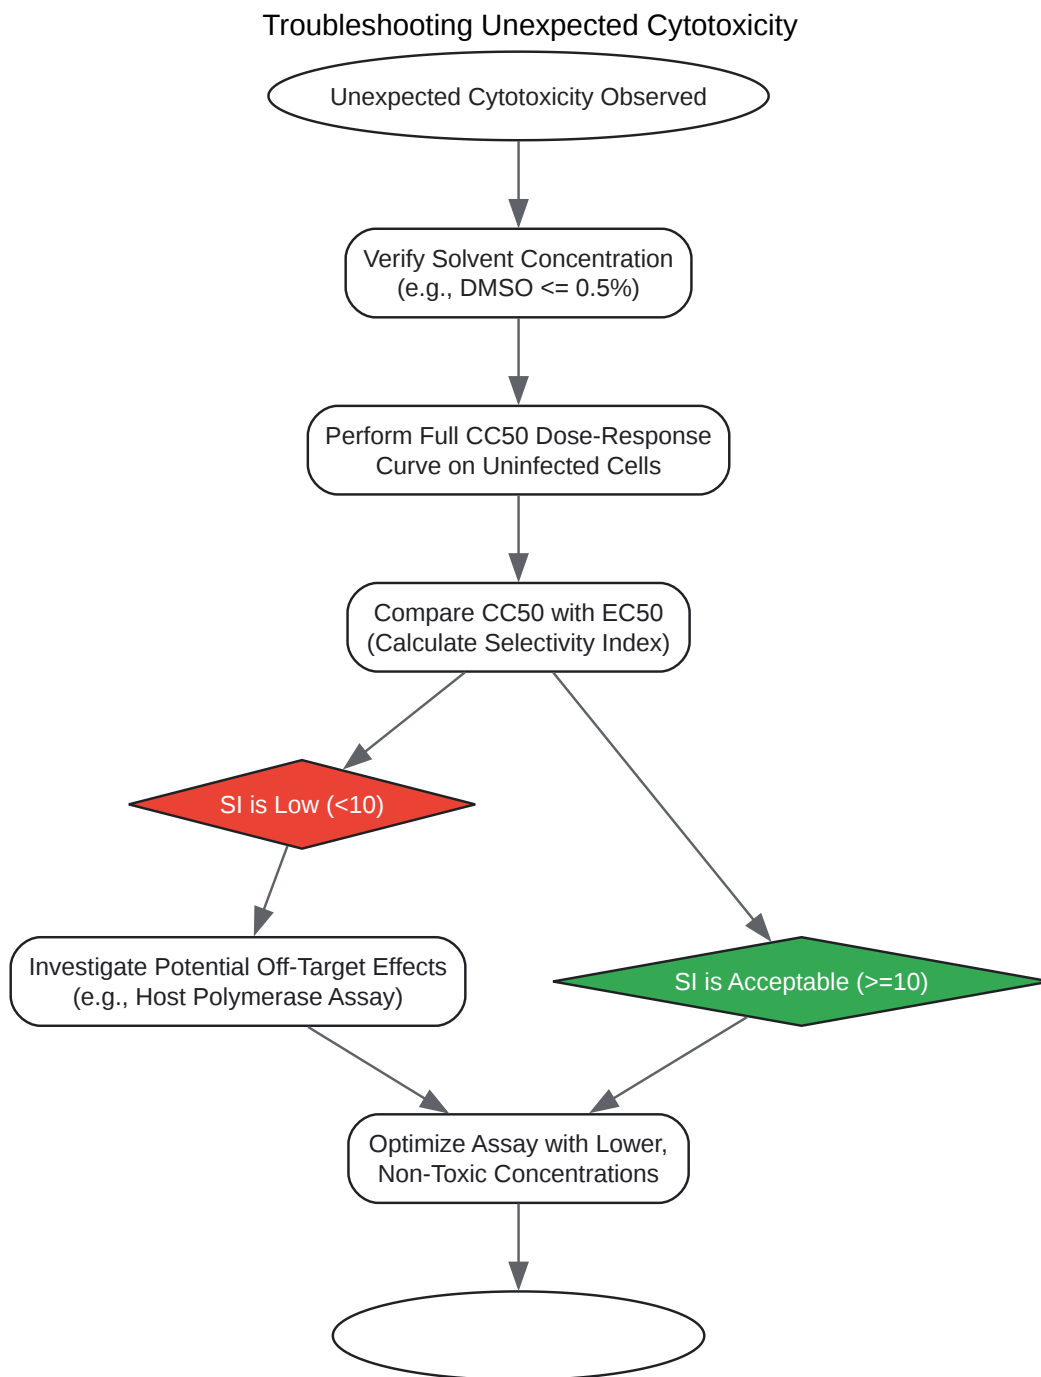 Troubleshooting Unexpected Cytotoxicity
Unexpected Cytotoxicity Observed
Verify Solvent Concentration
(e.g., DMSO <= 0.5%)
Perform Full CC50 Dose-Response
Curve on Uninfected Cells
Compare CC50 with EC50
(Calculate Selectivity Index)
SI is Low (<10)
Investigate Potential Off-Target Effects
(e.g., Host Polymerase Assay)
SI is Acceptable (>=10)
Optimize Assay with Lower,
Non-Toxic Concentrations